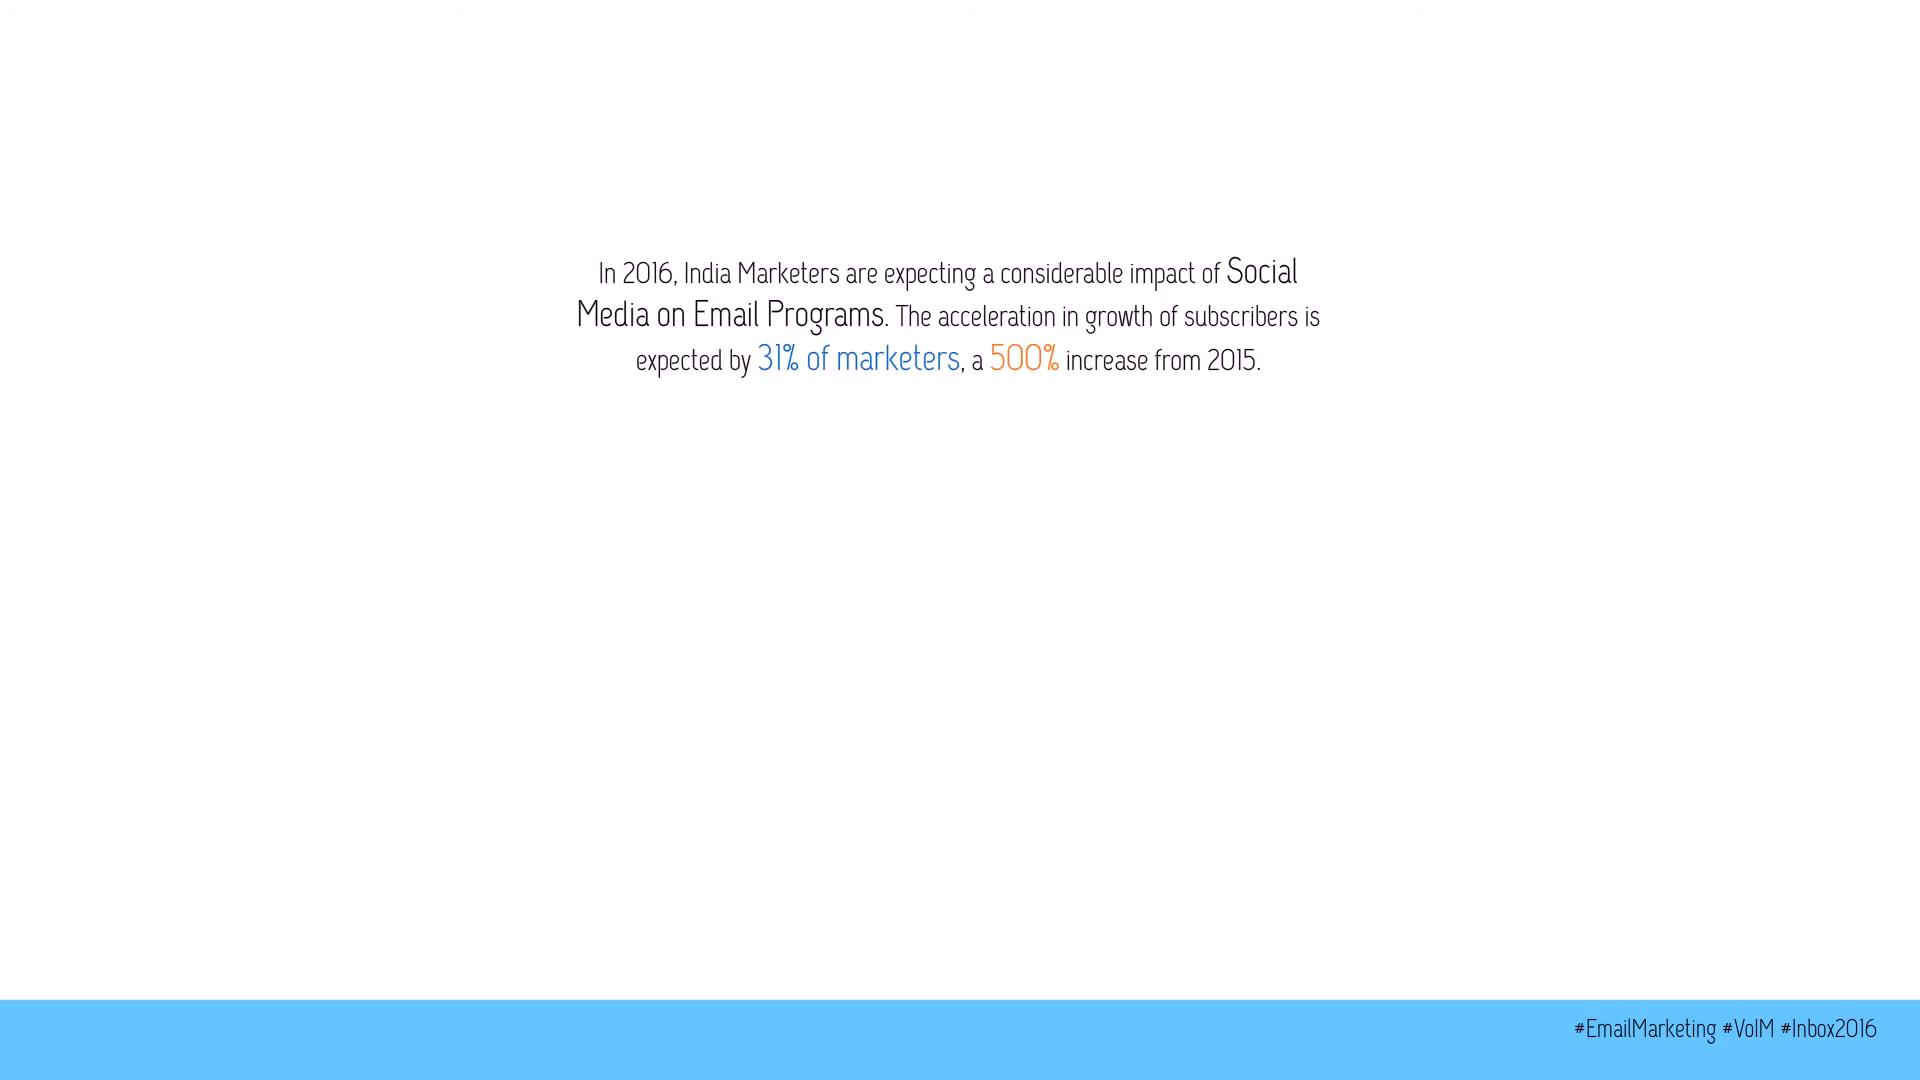 In 2016, India Marketers are expecting a considerable impact of Social
Media on Email Programs. The acceleration in growth of subscribers is
expected by 31% of marketers, a 500% increase from 2015.
#EmailMarketing #VoIM #Inbox2016